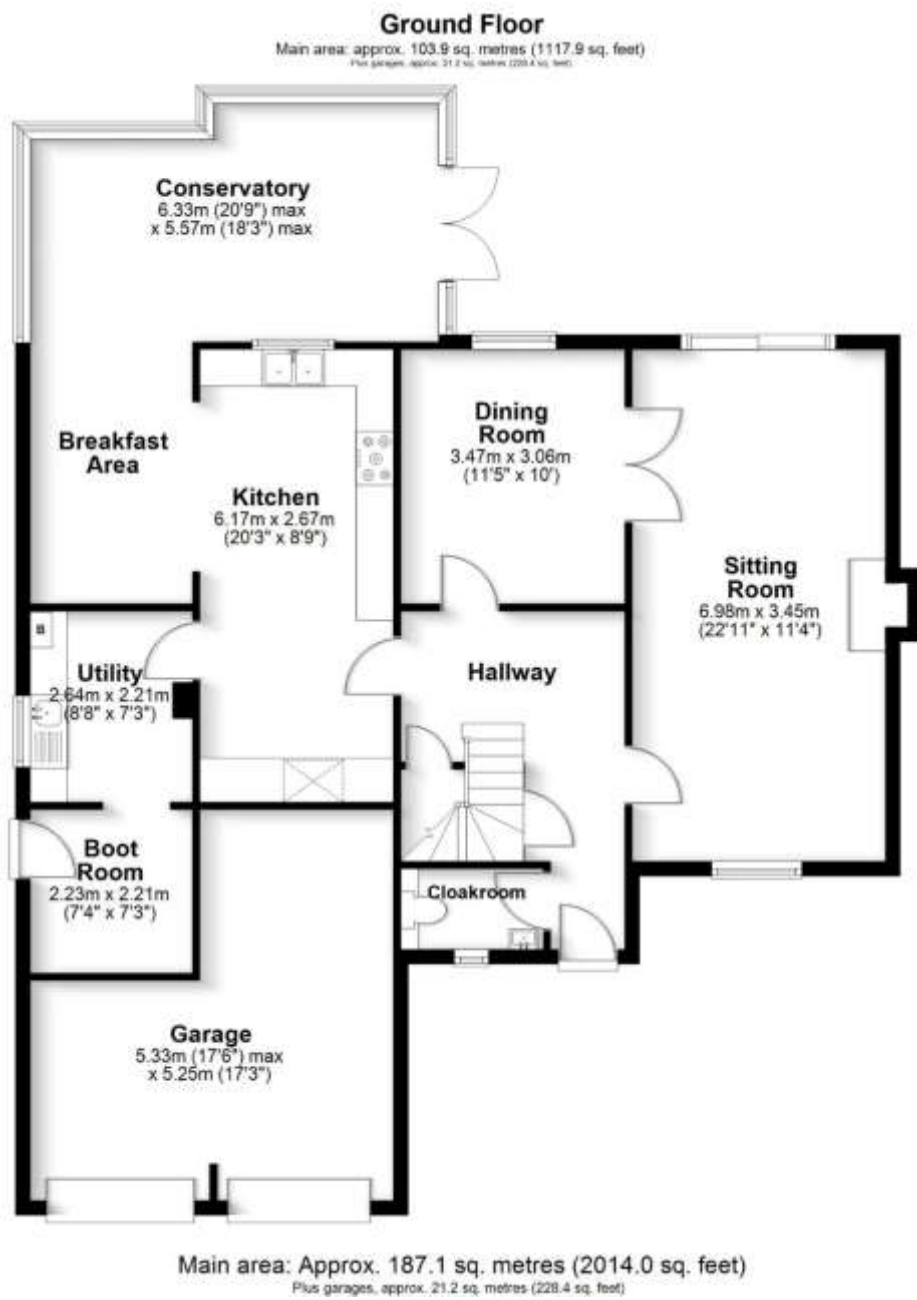 Ground Floor
Main area: approx. 103.9 sq. metres (1117.9 sq. feet)
Plus garages, approx. 21.2 sq. metres (228.4 sq. feet)
Conservatory
6.33m (20'9") max
x 5.57m (18'3") max
Breakfast
Area
Kitchen
6.17m x 2.67m
(20'3" x 8'9")
Dining
Room
3.47m x 3.06m
(11'5" x 10')
Sitting
Room
6.98m x 3.45m
(22'11" x 11'4")
Utility
2.64m x 2.21m
(8'8" x 7'3")
Hallway
Boot
Room
2.23m x 2.21m
(7'4" x 7'3")
Cloakroom
Garage
5.33m (17'6") max
x 5.25m (17'3")
Main area: Approx. 187.1 sq. metres (2014.0 sq. feet)
Plus garages, approx. 21.2 sq. metres (228.4 sq. feet)